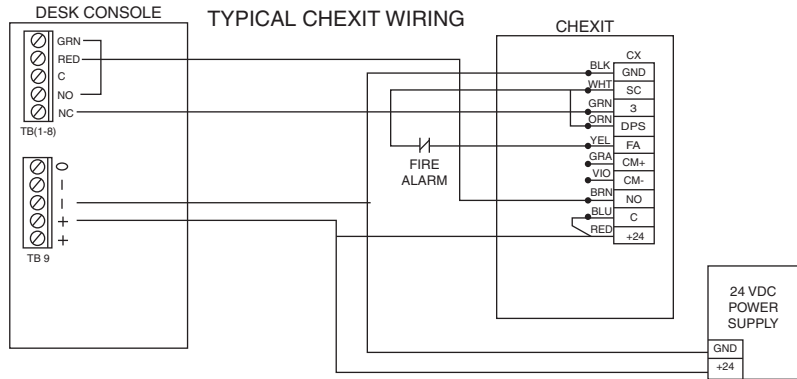 DESK CONSOLE
TYPICAL CHEXIT WIRING
CHEXIT
GRN
RED
C
NO
NC
TB(1-8)
O
|
|
+
+
TB 9
CX
BLK GND
WHT SC
GRN 3
ORN DPS
YEL FA
GRA CM+
VIO CM-
BRN NO
BLU C
RED +24
FIRE
ALARM
24 VDC
POWER
SUPPLY
GND
+24